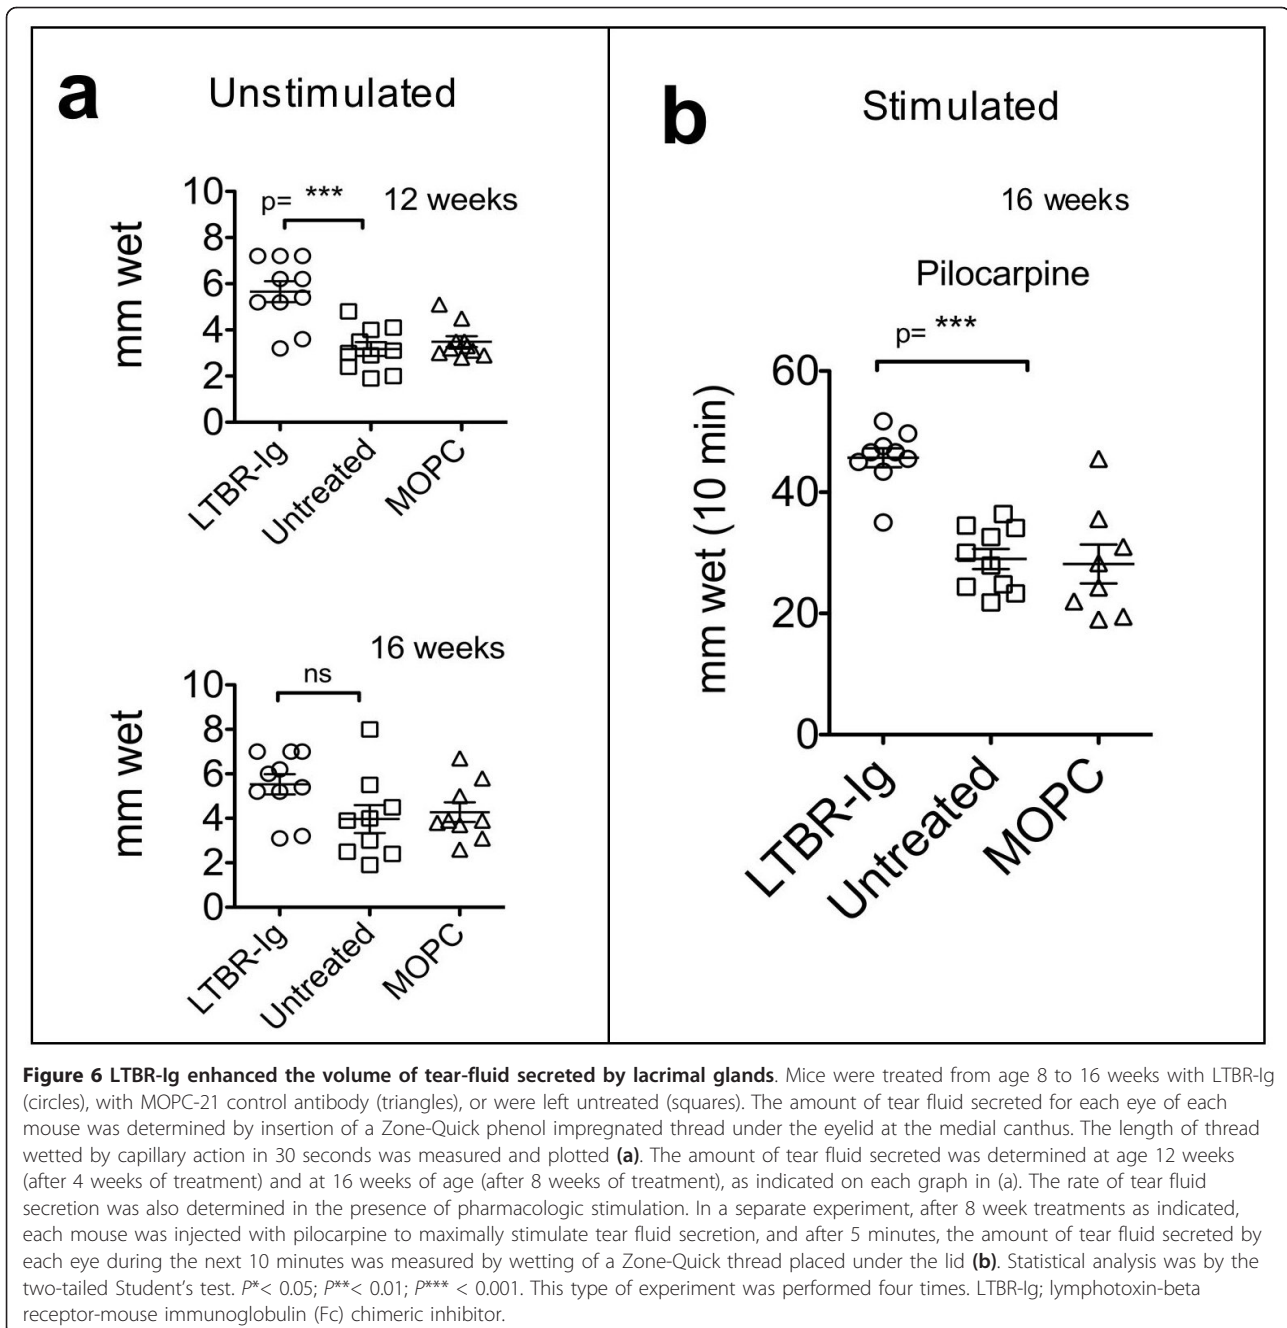 a
Unstimulated
p= ***
12 weeks
10
8
6
4
2
0
mm wet
LTBR-Ig
Untreated
MOPC
16 weeks
ns
10
8
6
4
2
0
mm wet
LTBR-Ig
Untreated
MOPC
b
Stimulated
16 weeks
Pilocarpine
p= ***
60
40
20
0
mm wet (10 min)
LTBR-Ig
Untreated
MOPC
Figure 6 LTBR-Ig enhanced the volume of tear-fluid secreted by lacrimal glands. Mice were treated from age 8 to 16 weeks with LTBR-Ig
(circles), with MOPC-21 control antibody (triangles), or were left untreated (squares). The amount of tear fluid secreted for each eye of each
mouse was determined by insertion of a Zone-Quick phenol impregnated thread under the eyelid at the medial canthus. The length of thread
wetted by capillary action in 30 seconds was measured and plotted (a). The amount of tear fluid secreted was determined at age 12 weeks
(after 4 weeks of treatment) and at 16 weeks of age (after 8 weeks of treatment), as indicated on each graph in (a). The rate of tear fluid
secretion was also determined in the presence of pharmacologic stimulation. In a separate experiment, after 8 week treatments as indicated,
each mouse was injected with pilocarpine to maximally stimulate tear fluid secretion, and after 5 minutes, the amount of tear fluid secreted by
each eye during the next 10 minutes was measured by wetting of a Zone-Quick thread placed under the lid (b). Statistical analysis was by the
two-tailed Student's test. P*< 0.05; P**< 0.01; P*** < 0.001. This type of experiment was performed four times. LTBR-Ig; lymphotoxin-beta
receptor-mouse immunoglobulin (Fc) chimeric inhibitor.